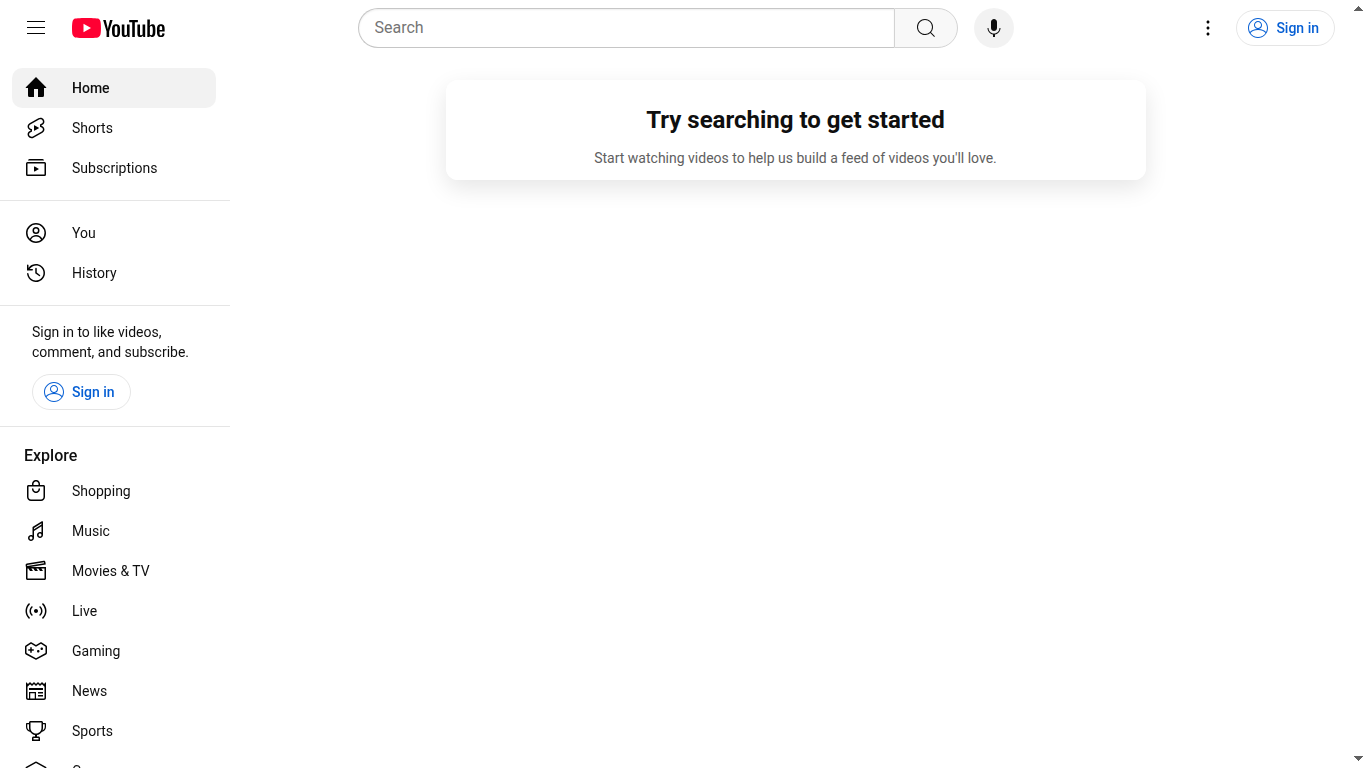 YouTube
Search
Sign in
Home
Shorts
Subscriptions
Try searching to get started
Start watching videos to help us build a feed of videos you'll love.
You
History
Sign in to like videos,
comment, and subscribe.
Sign in
Explore
Shopping
Music
Movies & TV
Live
Gaming
News
Sports